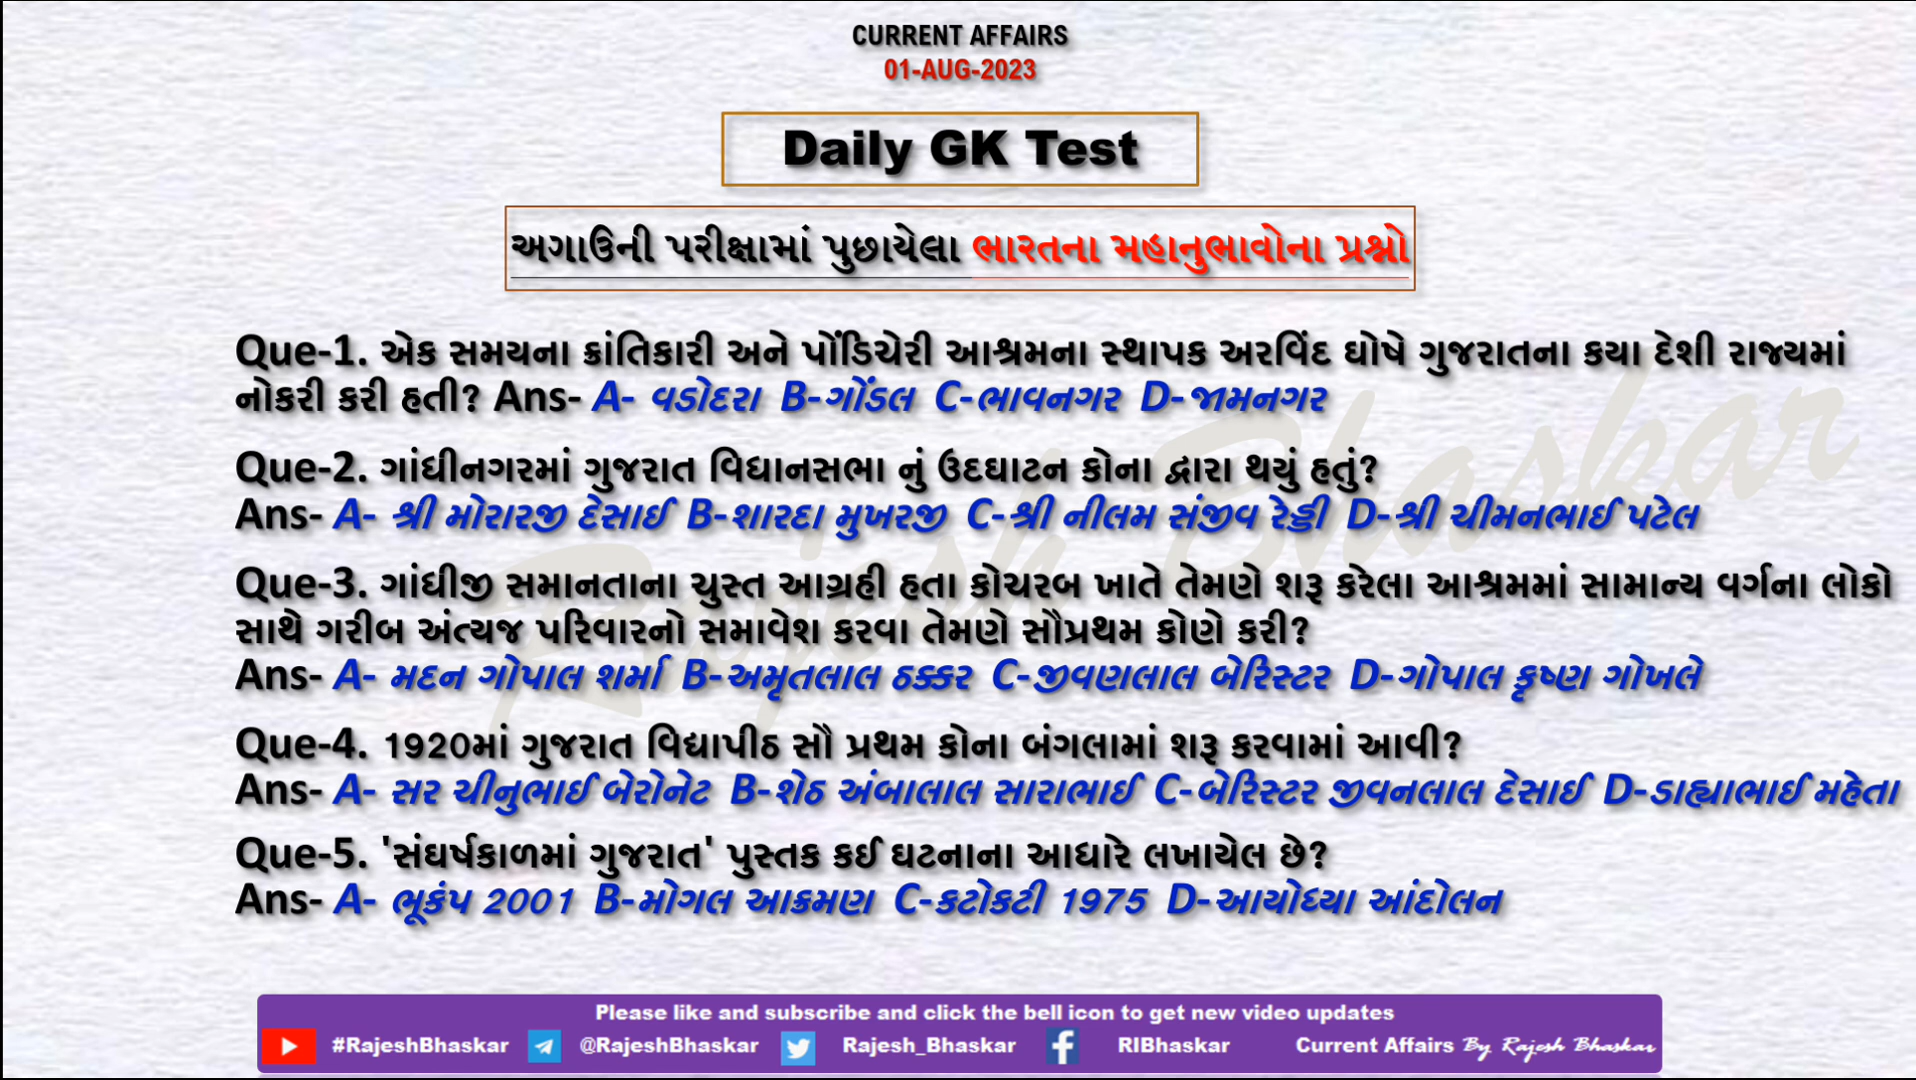 CURRENT AFFAIRS
01-AUG-2023
Daily GK Test
અગાઉની પરીક્ષામાં પુછાયેલા ભારતના મહાનુભાવોના પ્રશ્નો
Que-1. એક સમયના ક્રાંતિકારી અને પોંડિચેરી આશ્રમના સ્થાપક અરવિંદ ઘોષે ગુજરાતના કયા દેશી રાજ્યમાં
નોકરી કરી હતી? Ans- A- વડોદરા B-ગોંડલ C-ભાવનગર D-જામનગર
Que-2. ગાંધીનગરમાં ગુજરાત વિધાનસભા નું ઉદઘાટન કોના દ્વારા થયું હતું?
Ans- A- શ્રી મોરારજી દેસાઈ B-શારદા મુખરજી C-શ્રી નીલમ સંજીવ રેડ્ડી D-શ્રી ચીમનભાઈ પટેલ
Que-3. ગાંધીજી સમાનતાના ચુસ્ત આગ્રહી હતા કોચરબ ખાતે તેમણે શરૂ કરેલા આશ્રમમાં સામાન્ય વર્ગના લોકો
સાથે ગરીબ અંત્યજ પરિવારનો સમાવેશ કરવા તેમણે સૌપ્રથમ કોણે કરી?
Ans- A- મદન ગોપાલ શર્મા B-અમૃતલાલ ઠક્કર C-જીવણલાલ બેરિસ્ટર D-ગોપાલ કૃષ્ણ ગોખલે
Que-4. 1920માં ગુજરાત વિદ્યાપીઠ સૌ પ્રથમ કોના બંગલામાં શરૂ કરવામાં આવી?
Ans- A- સર ચીનુભાઈ બેરોનેટ B-શેઠ અંબાલાલ સારાભાઈ C-બેરિસ્ટર જીવનલાલ દેસાઈ D-ડાહ્યાભાઈ મહેતા
Que-5. 'સંઘર્ષકાળમાં ગુજરાત' પુસ્તક કઈ ઘટનાના આધારે લખાયેલ છે?
Ans- A- ભૂકંપ 2001 B-મોગલ આક્રમણ C-કટોકટી 1975 D-આયોધ્યા આંદોલન
Rajesh Bhaskar
Please like and subscribe and click the bell icon to get new video updates
#RajeshBhaskar @RajeshBhaskar Rajesh_Bhaskar RIBhaskar Current Affairs By Rajesh Bhaskar